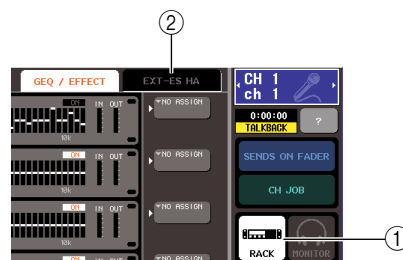 ②
GEQ / EFFECT
EXT-ES HA
CH 1
ch 1
ON IN OUT
▼NO ASSIGN
10k
0:00:00
TALKBACK
?
ON IN OUT
▼NO ASSIGN
10k
SENDS ON FADER
CH JOB
ON IN OUT
▼NO ASSIGN
10k
①
RACK
MONITOR
ON IN OUT
▼NO ASSIGN